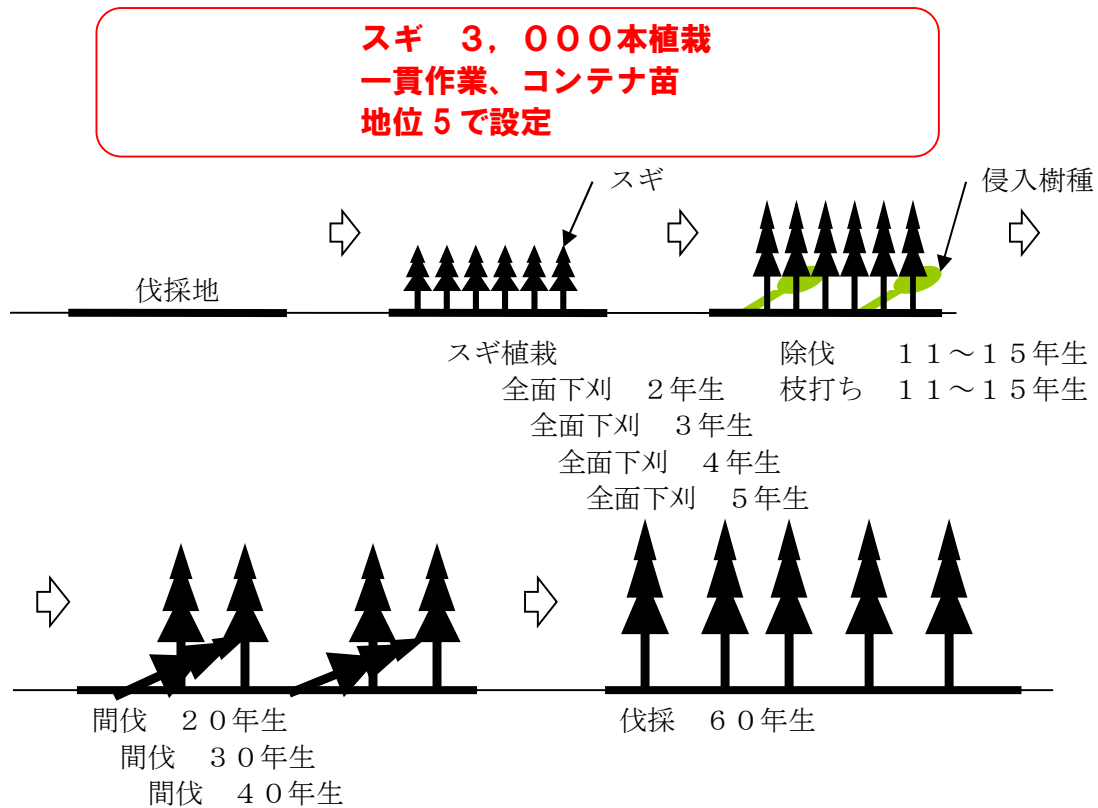 スギ　３，０００本植栽
一貫作業、コンテナ苗
地位 5 で設定
スギ
侵入樹種
伐採地
スギ植栽
全面下刈　２年生
全面下刈　３年生
全面下刈　４年生
全面下刈　５年生
除伐　　１１～１５年生
枝打ち　１１～１５年生
間伐　２０年生
間伐　３０年生
間伐　４０年生
伐採　６０年生